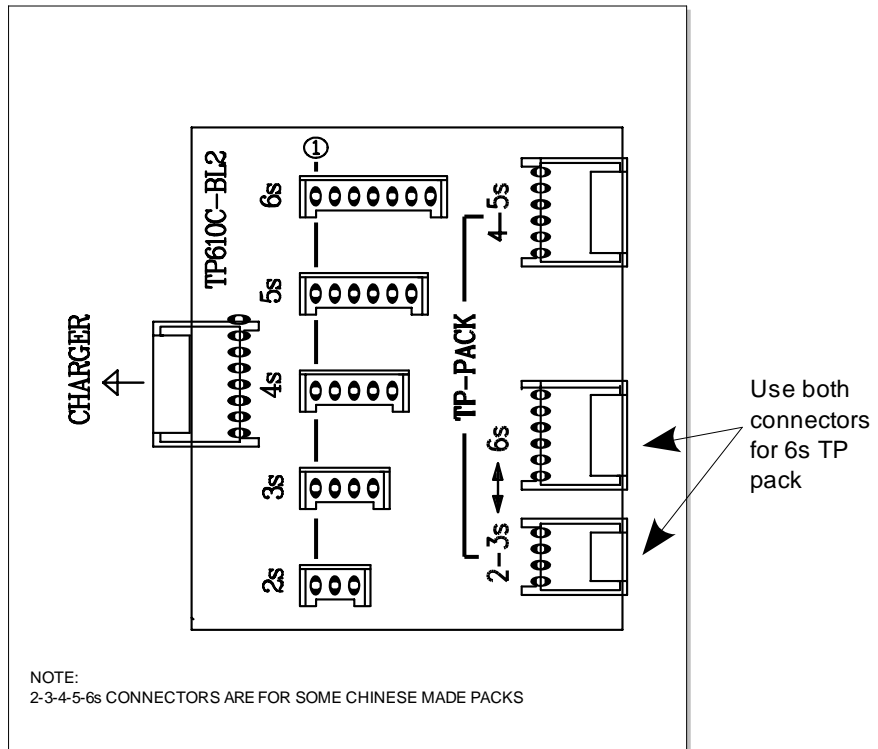 ①
TP610C-BL2
6s
5s
4s
3s
2s
CHARGER
TP-PACK
4-5s
6s
2-3s
Use both
connectors
for 6s TP
pack
NOTE:
2-3-4-5-6s CONNECTORS ARE FOR SOME CHINESE MADE PACKS